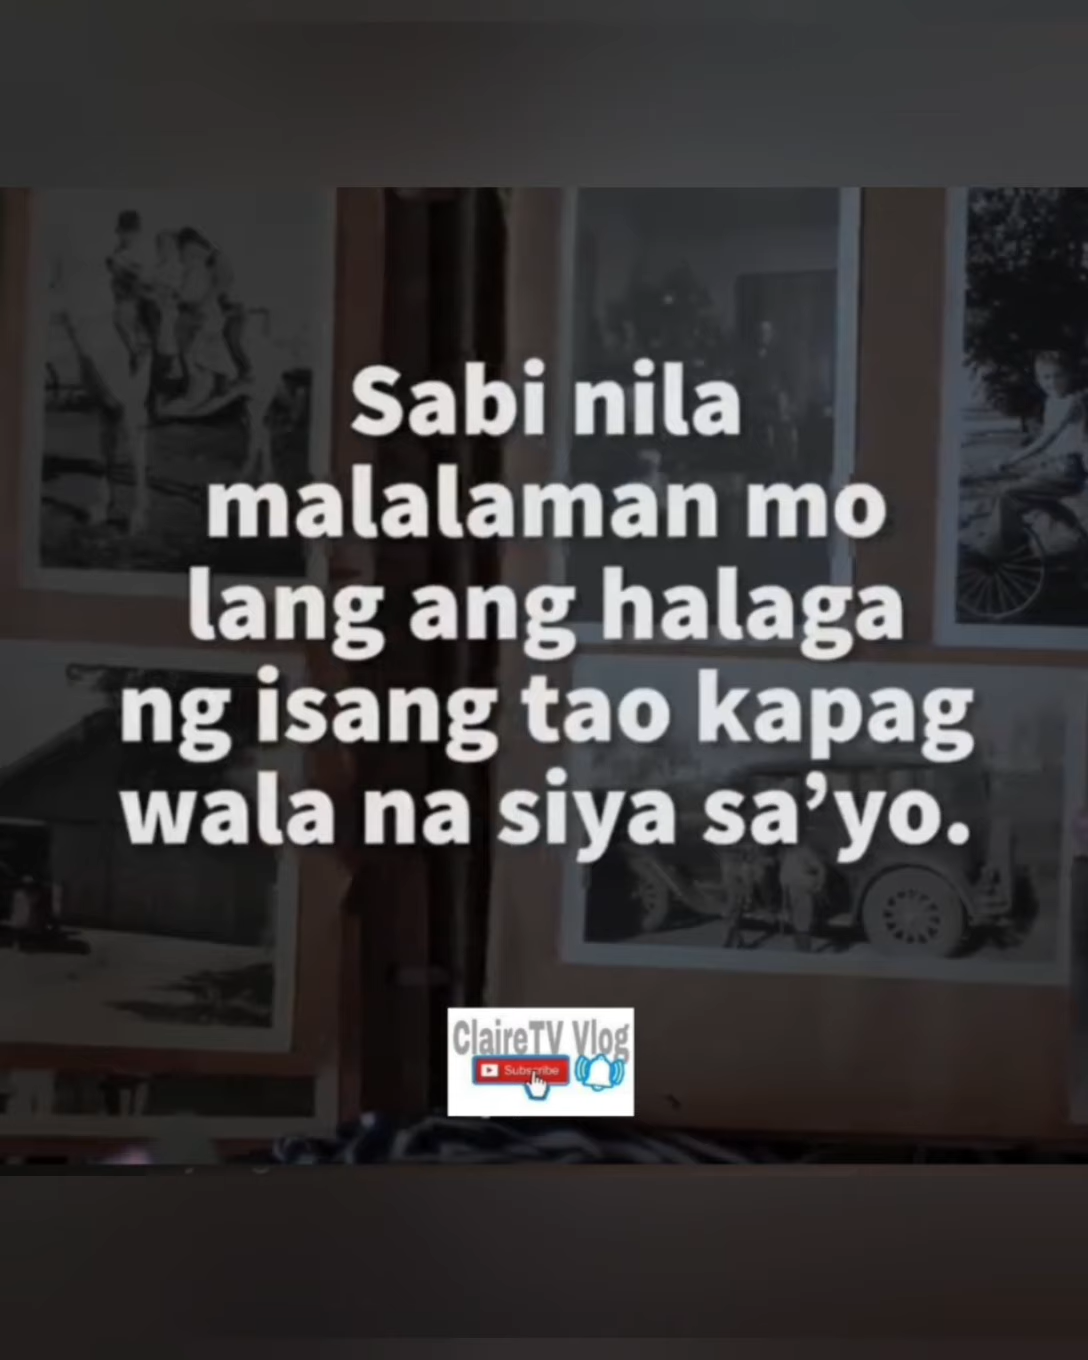 Sabi nila
malalaman mo
lang ang halaga
ng isang tao kapag
wala na siya sa’yo.
ClaireTV Vlog
Subscribe